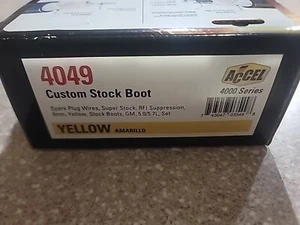 4049
Custom Stock Boot
ACCEL
4000 Series
Spark Plug Wires, Super Stock, RFI Suppression,
8mm, Yellow, Stock Boots, GM, 5.0/5.7L, Set
YELLOW AMARILLO